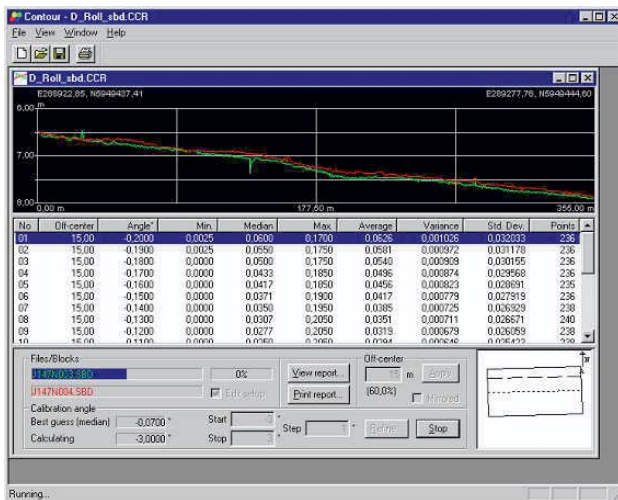 Contour - D_Roll_sbd.CCR
File View Window Help
D_Roll_sbd.CCR
E288922,85, N5949437,41 E289277,76, N5949444,60
6,00 m
7,00
8,00
0,00 m 177,50 m 355,00 m
No Off-center Angle° Min. Median Max. Average Variance Std. Dev. Points
01 15,00 -0,2000 0,0025 0,0600 0,1700 0,0626 0,001026 0,032033 236
02 15,00 -0,1900 0,0025 0,0550 0,1750 0,0581 0,000972 0,031178 236
03 15,00 -0,1800 0,0000 0,0500 0,1750 0,0540 0,000909 0,030155 236
04 15,00 -0,1700 0,0000 0,0433 0,1850 0,0496 0,000874 0,029568 236
05 15,00 -0,1600 0,0000 0,0417 0,1850 0,0456 0,000823 0,028691 235
06 15,00 -0,1500 0,0000 0,0371 0,1900 0,0417 0,000779 0,027919 236
07 15,00 -0,1400 0,0000 0,0350 0,1950 0,0385 0,000725 0,026929 238
08 15,00 -0,1300 0,0000 0,0307 0,2050 0,0351 0,000711 0,026671 240
09 15,00 -0,1200 0,0000 0,0277 0,2050 0,0319 0,000679 0,026059 238
Files/Blocks
J147N003.SBD 0% View report... Off-center
15 m Apply
J147N004.SBD Edit setup Print report... (60,0%) Mirrored
Calibration angle
Best guess (median) -0,0700 ° Start -3 °
Calculating -3,0000 ° Stop 3 ° Step 1 ° Refine Stop
Running...